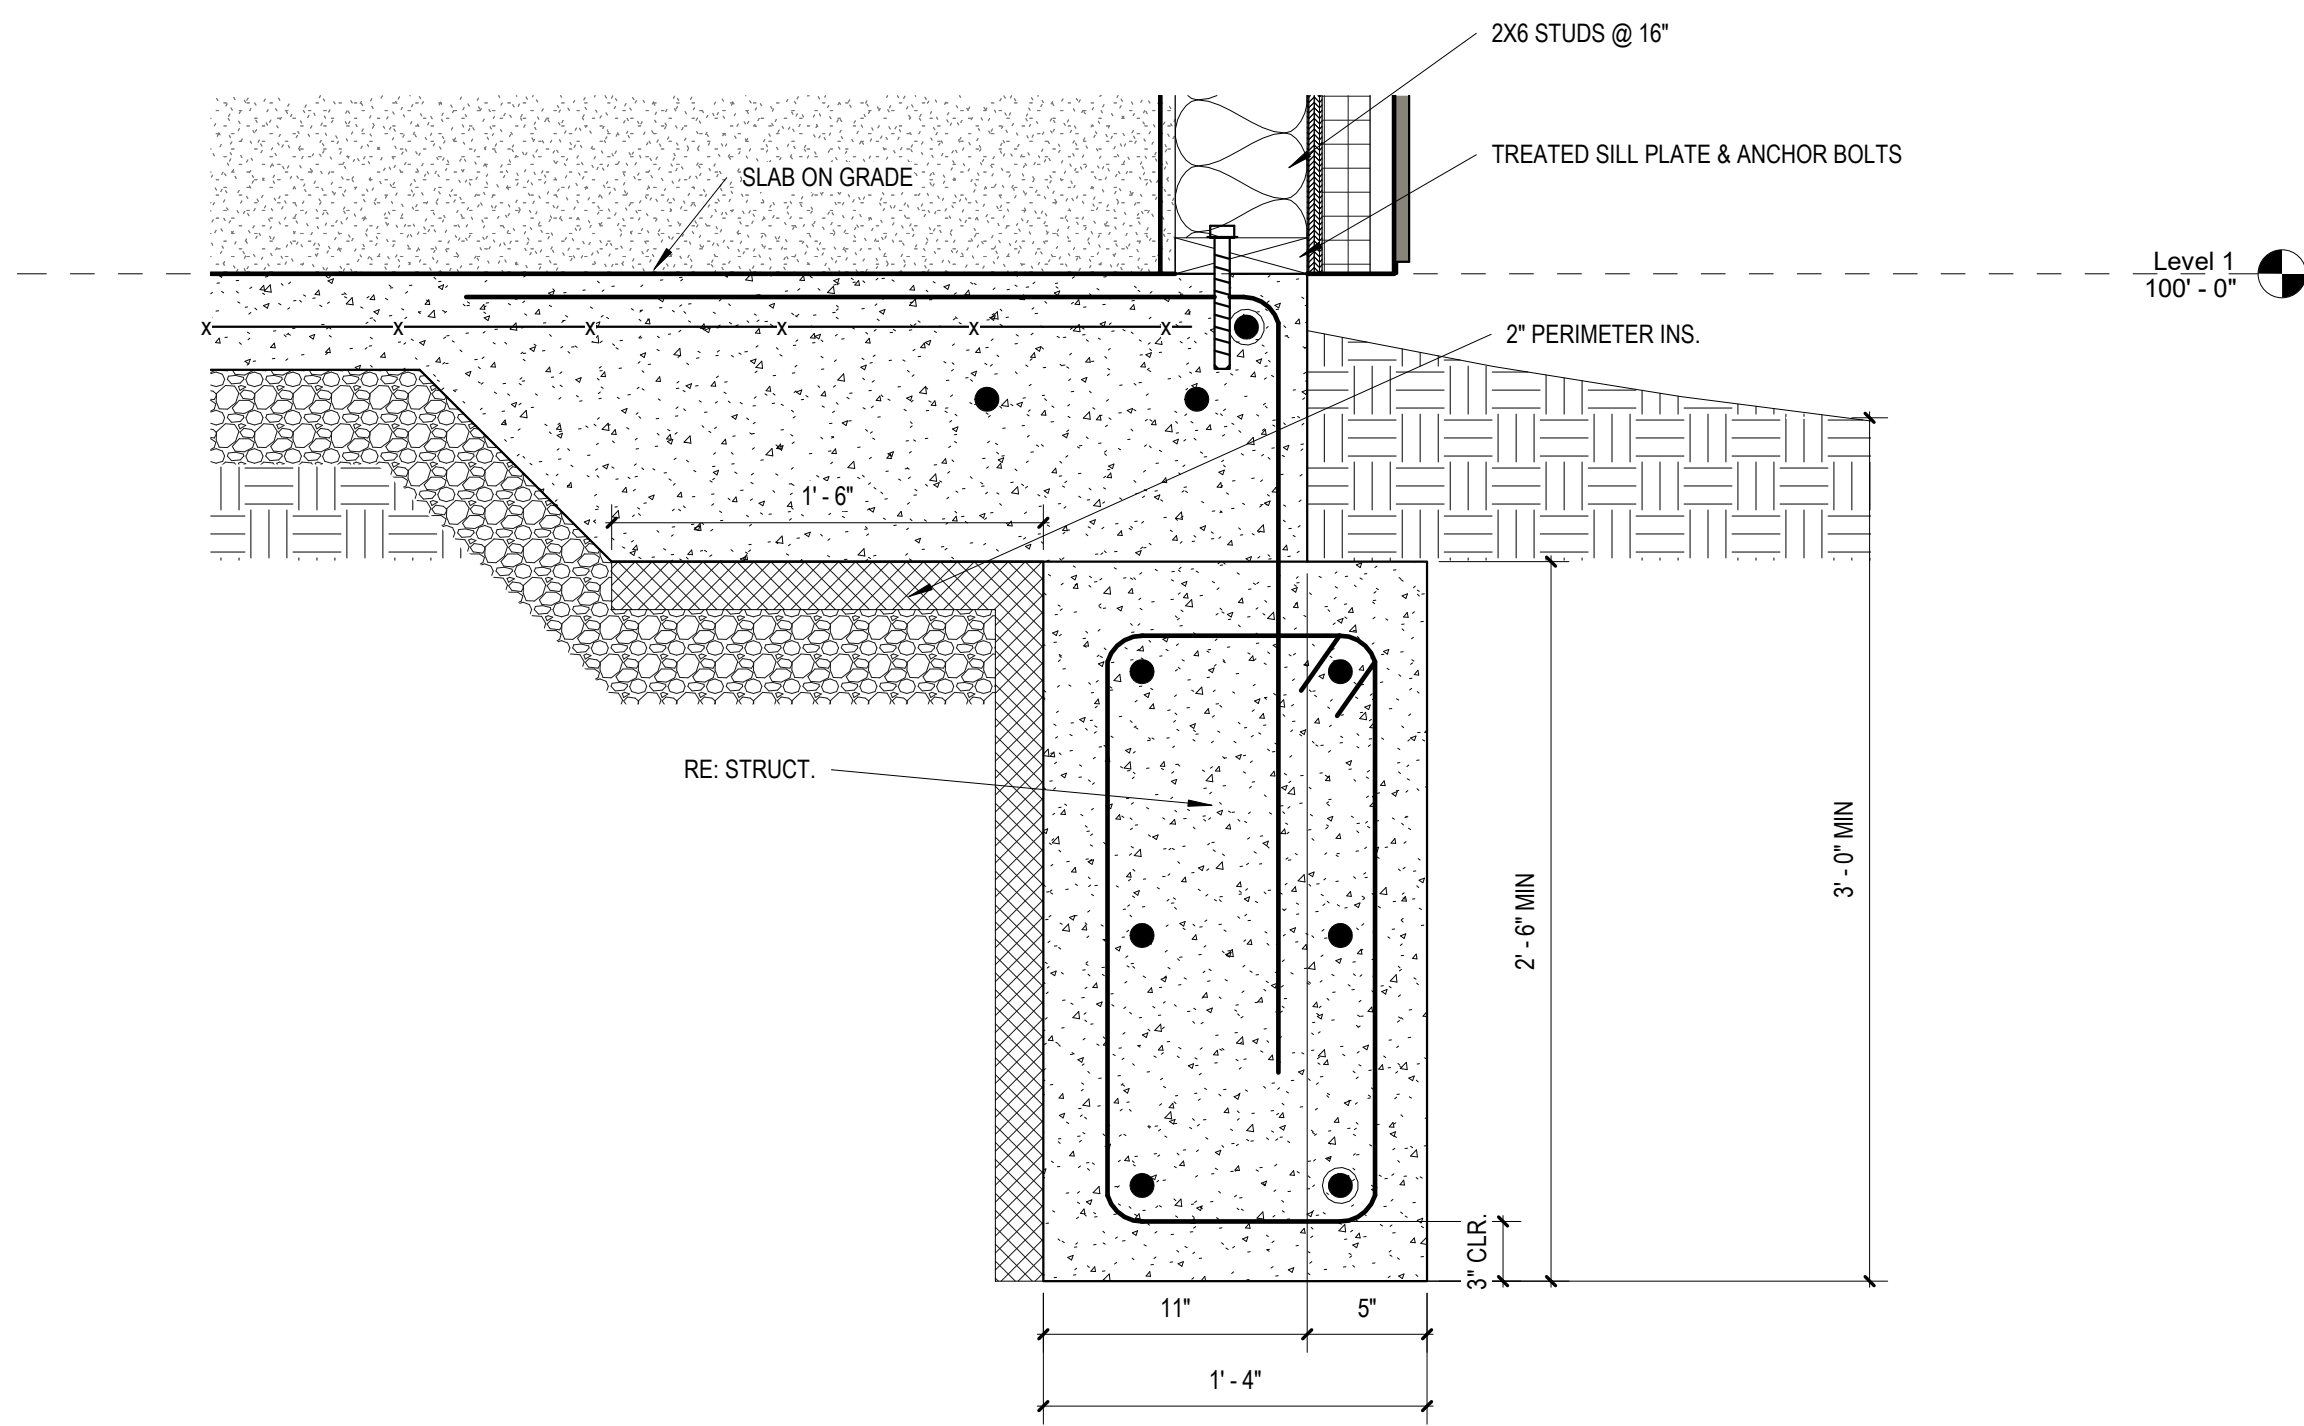 2X6 STUDS @ 16"
TREATED SILL PLATE & ANCHOR BOLTS
SLAB ON GRADE
Level 1
100' - 0"
X X X X X X
2" PERIMETER INS.
1' - 6"
RE: STRUCT.
3' - 0" MIN
2' - 6" MIN
3" CLR.
11" 5"
1' - 4"